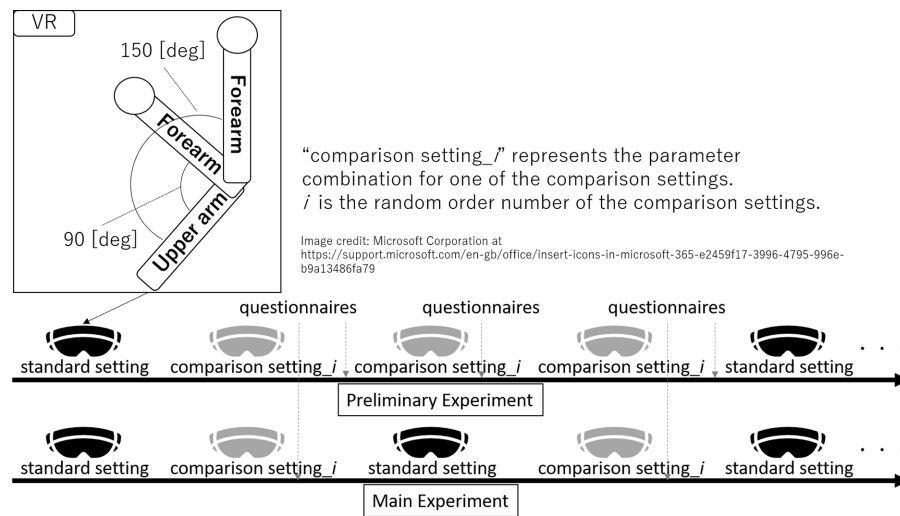 VR
150 [deg]
Forearm
Forearm
Upper arm
90 [deg]
“comparison setting_i” represents the parameter
combination for one of the comparison settings.
i is the random order number of the comparison settings.
Image credit: Microsoft Corporation at
https://support.microsoft.com/en-gb/office/insert-icons-in-microsoft-365-e2459f17-3996-4795-996e-
b9a13486fa79
questionnaires questionnaires questionnaires
standard setting comparison setting_i comparison setting_i comparison setting_i standard setting . . .
Preliminary Experiment
standard setting comparison setting_i standard setting comparison setting_i standard setting . . .
Main Experiment